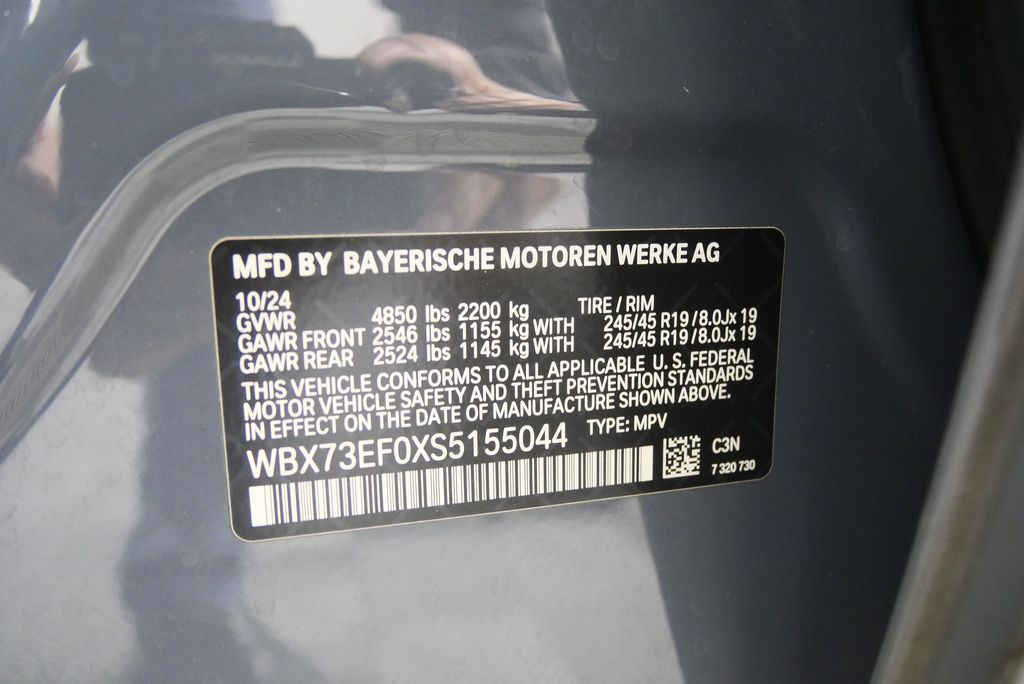 MFD BY BAYERISCHE MOTOREN WERKE AG
10/24
GVWR 4850 lbs 2200 kg TIRE / RIM
GAWR FRONT 2546 lbs 1155 kg WITH 245/45 R19 /8.0Jx 19
GAWR REAR 2524 lbs 1145 kg WITH 245/45 R19 /8.0Jx 19
THIS VEHICLE CONFORMS TO ALL APPLICABLE U. S. FEDERAL
MOTOR VEHICLE SAFETY AND THEFT PREVENTION STANDARDS
IN EFFECT ON THE DATE OF MANUFACTURE SHOWN ABOVE.
WBX73EF0XS5155044 TYPE: MPV
C3N
7 320 730